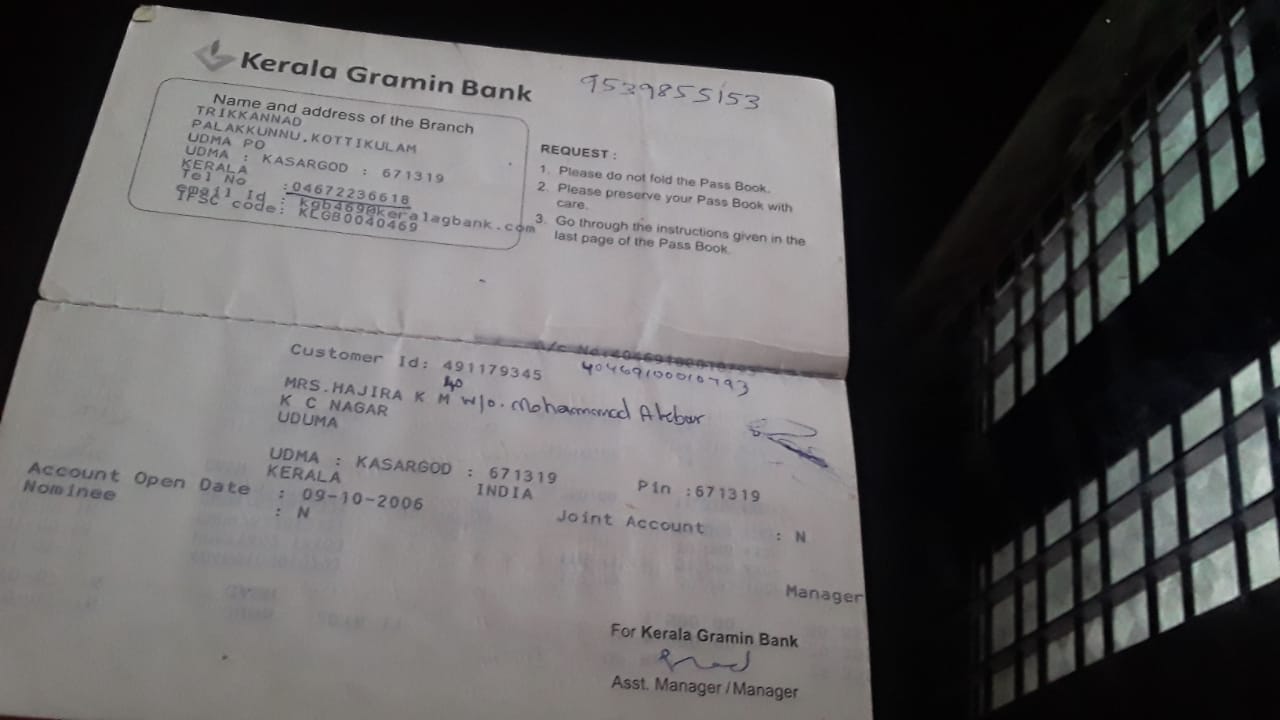 Kerala Gramin Bank
9539855153
Name and address of the Branch
TRIKKANNAD
PALAKKUNNU,KOTTIKULAM
UDMA PO
UDMA : KASARGOD : 671319
KERALA
Tel No :04672236618
email Id : kgb469@keralagbank.com
IFSC code: KLGB0040469
REQUEST :
1. Please do not fold the Pass Book.
2. Please preserve your Pass Book with
care.
3. Go through the instructions given in the
last page of the Pass Book.
A/c No:40469100010793
Customer Id: 491179345
40469100010793
MRS.HAJIRA K M w/o. Mohammed Akbar
K C NAGAR
UDUMA
UDMA : KASARGOD : 671319
KERALA INDIA
Pin :671319
Account Open Date : 09-10-2006
Nominee : N
Joint Account : N
Manager
For Kerala Gramin Bank
Asst. Manager/Manager